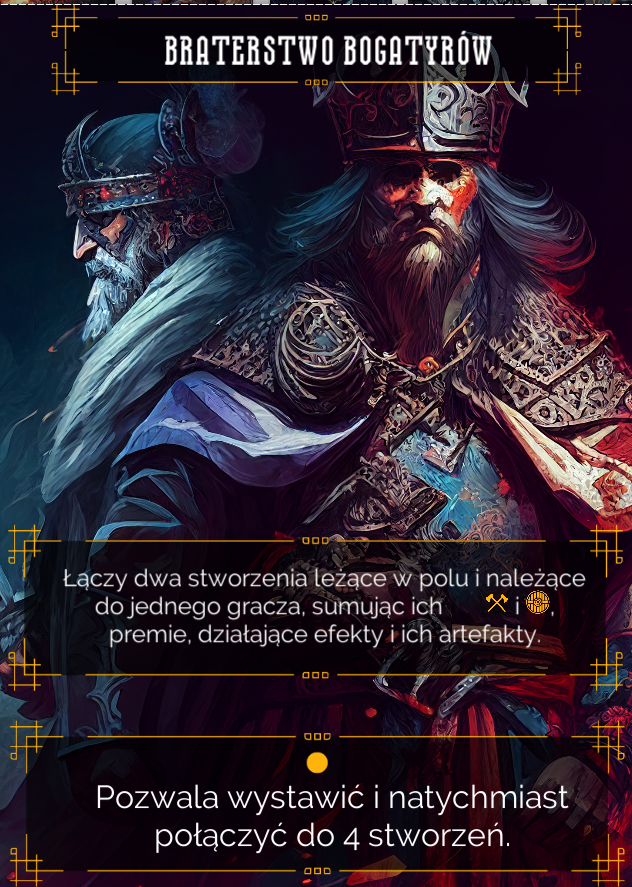 BRATERSTWO BOGATYRÓW
Łączy dwa stworzenia leżące w polu i należące
do jednego gracza, sumując ich i ,
premie, działające efekty i ich artefakty.
Pozwala wystawić i natychmiast
połączyć do 4 stworzeń.